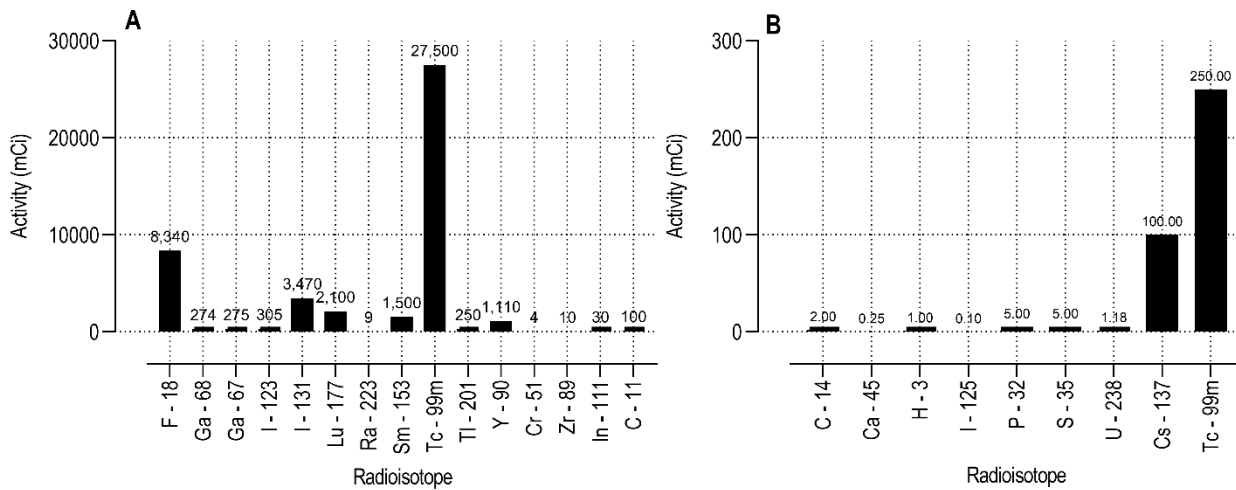 A
30000
20000
10000
0
Activity (mCi)
8,340
274
275
305
3,470
2,100
9
1,500
27,500
250
1,110
4
10
30
100
F - 18
Ga - 68
Ga - 67
I - 123
I - 131
Lu - 177
Ra - 223
Sm - 153
Tc - 99m
Tl - 201
Y - 90
Cr - 51
Zr - 89
In - 111
C - 11
Radioisotope
B
300
200
100
0
Activity (mCi)
2.00
0.25
1.00
0.10
5.00
5.00
1.18
100.00
250.00
C - 14
Ca - 45
H - 3
I - 125
P - 32
S - 35
U - 238
Cs - 137
Tc - 99m
Radioisotope